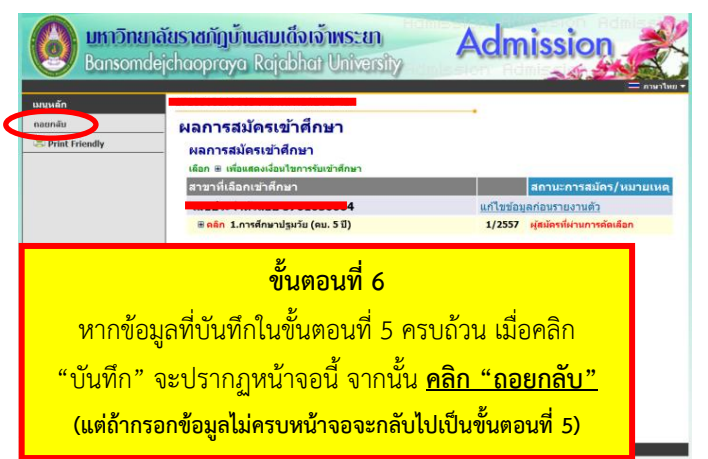 มหาวิทยาลัยราชภัฏบ้านสมเด็จเจ้าพระยา
Bansomdejchaopraya Rajabhat University
Admission
ภาษาไทย
เมนูหลัก
ถอยกลับ
Print Friendly
ผลการสมัครเข้าศึกษา
ผลการสมัครเข้าศึกษา
เลือก เพื่อแสดงเงื่อนไขการรับเข้าศึกษา
สาขาที่เลือกเข้าศึกษา สถานะการสมัคร/หมายเหตุ
4 แก้ไขข้อมูลก่อนรายงานตัว
คลิก 1.การศึกษาปฐมวัย (คบ. 5 ปี) 1/2557 ผู้สมัครที่ผ่านการคัดเลือก
ขั้นตอนที่ 6
หากข้อมูลที่บันทึกในขั้นตอนที่ 5 ครบถ้วน เมื่อคลิก
“บันทึก” จะปรากฏหน้าจอนี้ จากนั้น คลิก “ถอยกลับ”
(แต่ถ้ากรอกข้อมูลไม่ครบหน้าจอจะกลับไปเป็นขั้นตอนที่ 5)